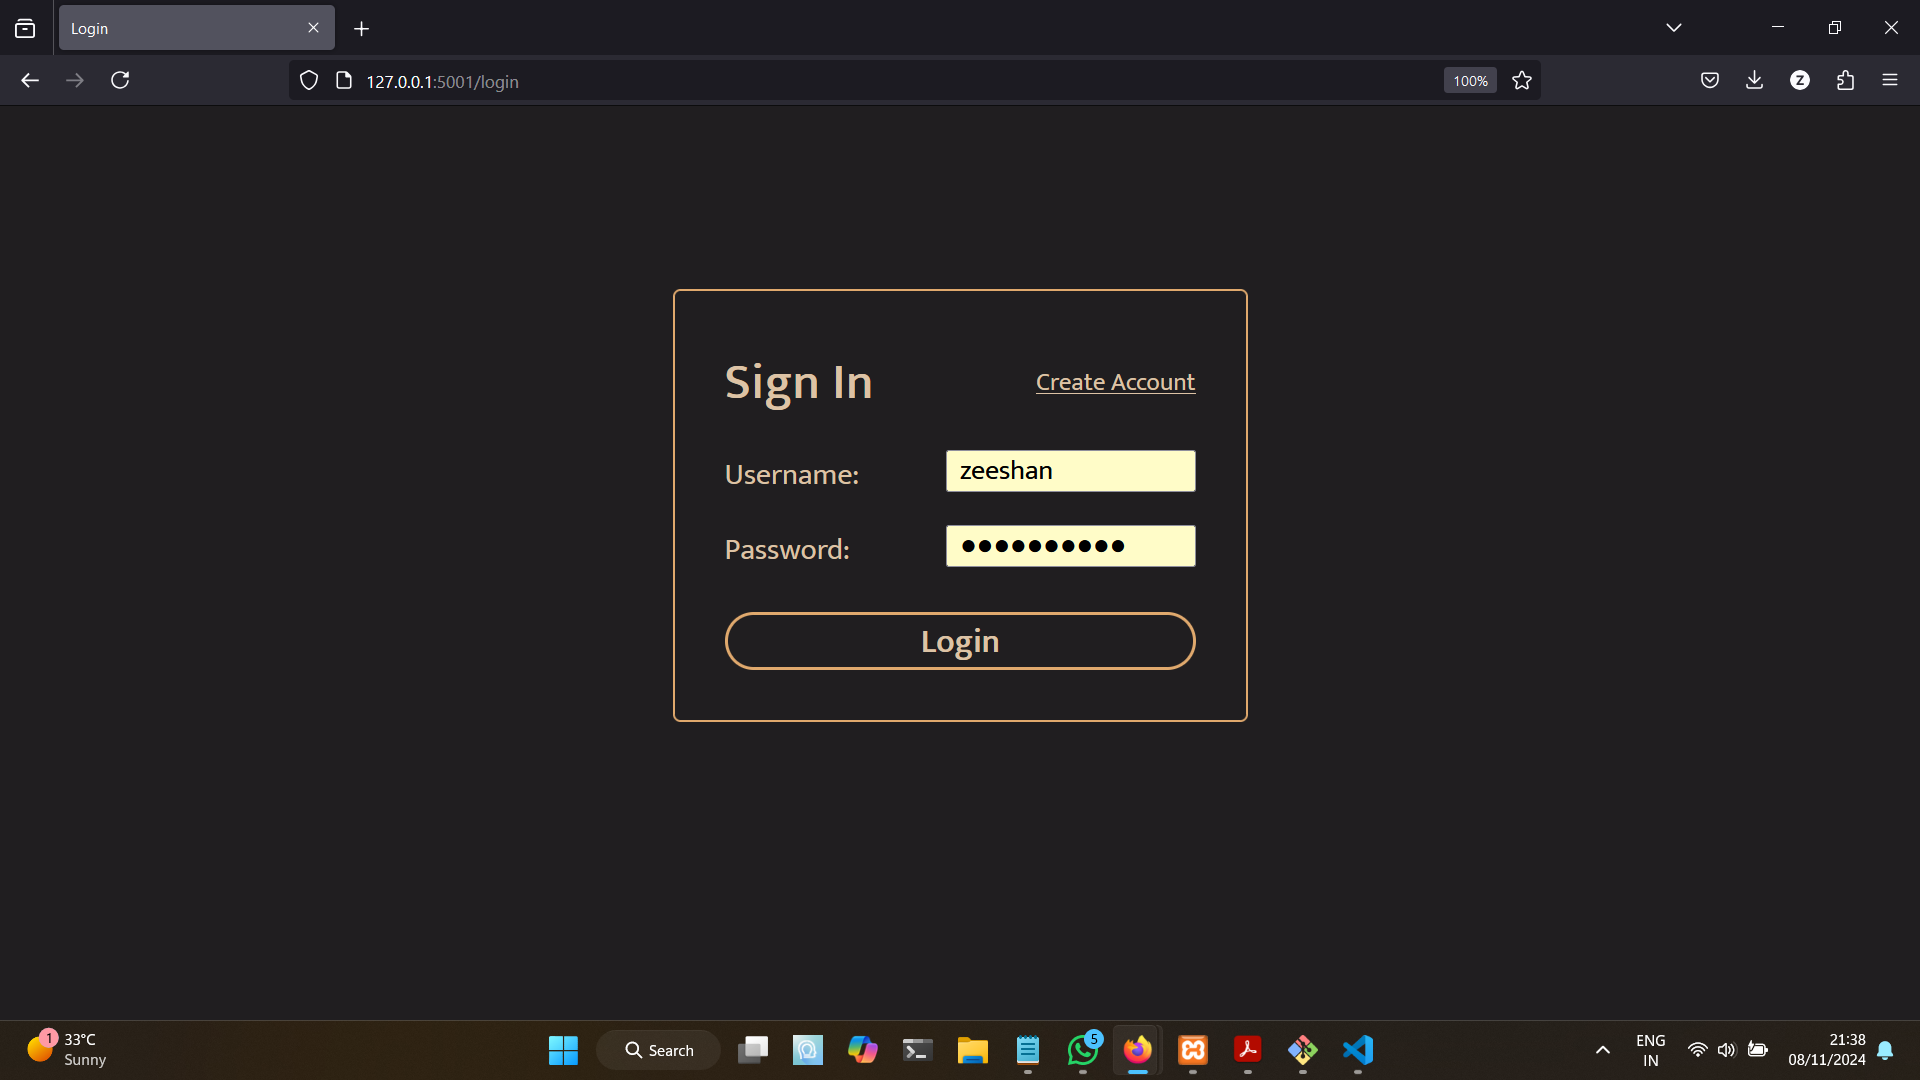 Login
127.0.0.1:5001/login
100%
Z
Sign In
Create Account
Username:
zeeshan
Password:
●●●●●●●●●●
Login
1
33°C
Sunny
Search
5
ENG
IN
21:38
08/11/2024